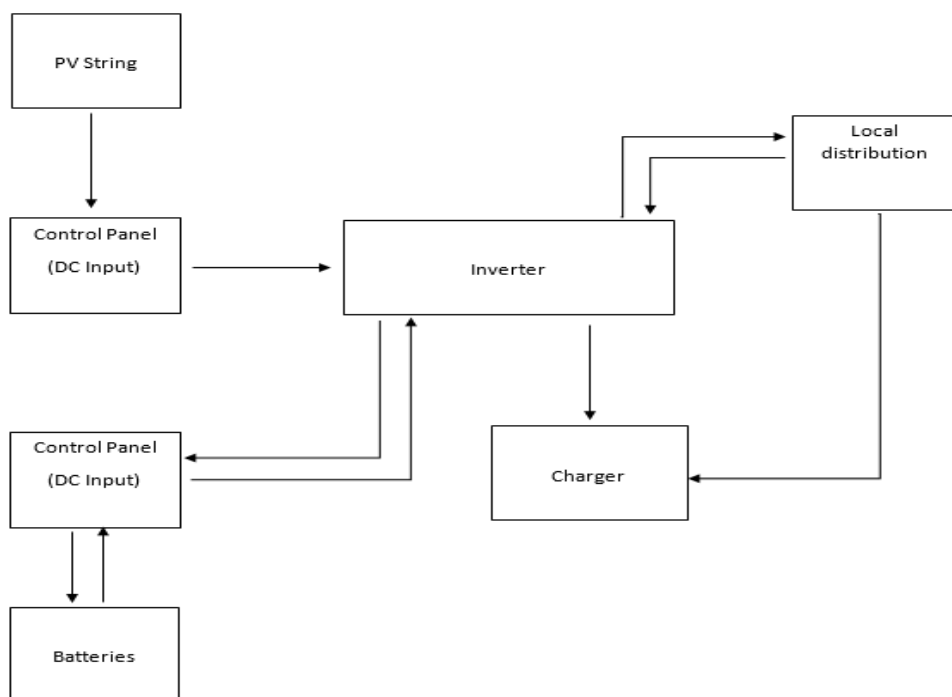 PV String
Local
distribution
Control Panel
(DC Input)
Inverter
Control Panel
(DC Input)
Charger
Batteries